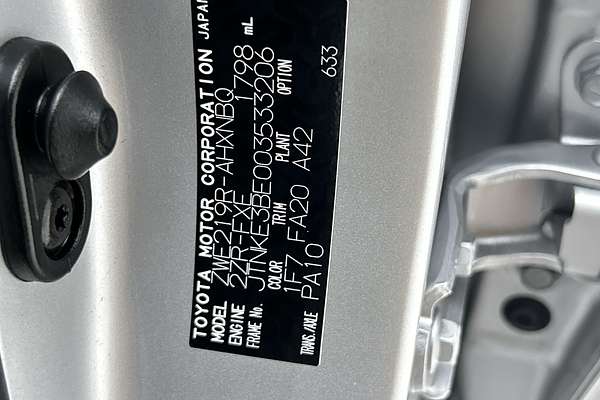 TOYOTA MOTOR CORPORATION JAPAN
MODEL ZWE219R-AHXNBQ
ENGINE 2ZR-FXE 1798 mL
FRAME No. JTNKE3BE003533206
COLOR TRIM PLANT OPTION
1F7 FA20 A42
TRANS./AXLE PA10 633